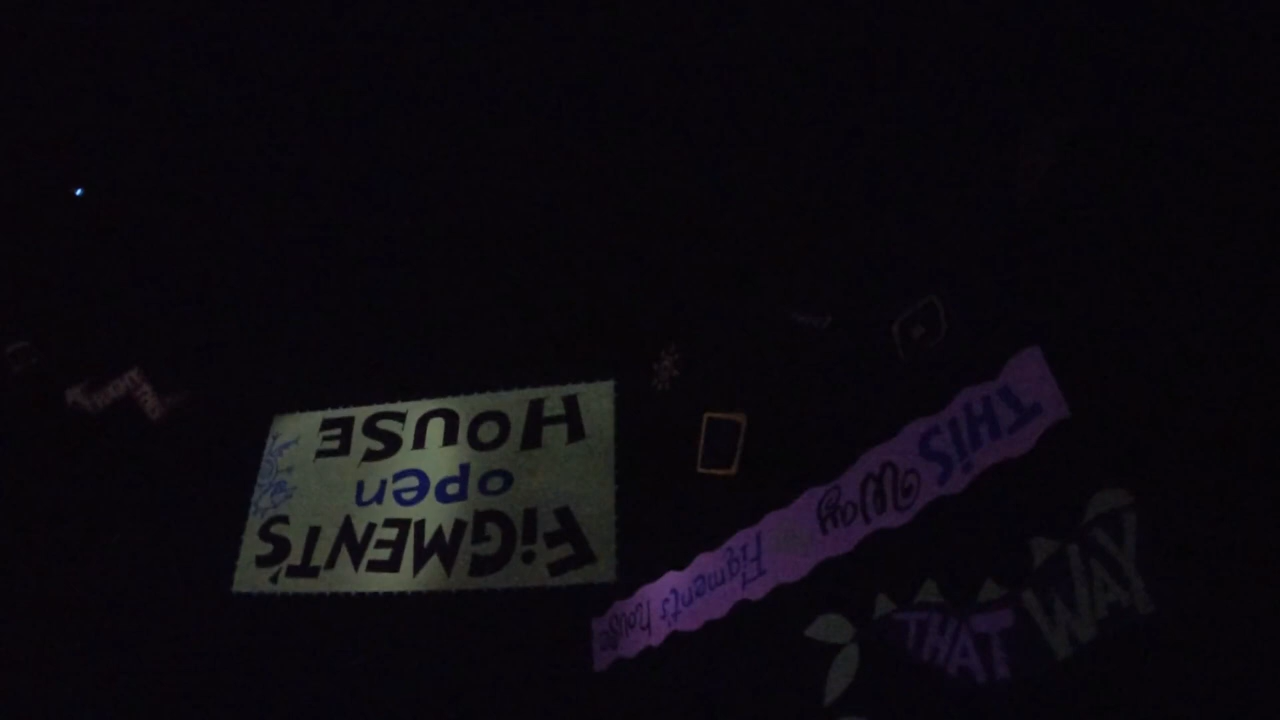 FiGMENT'S
open
HOUSE
THiS
Way
Figment's house
THAT
WAY